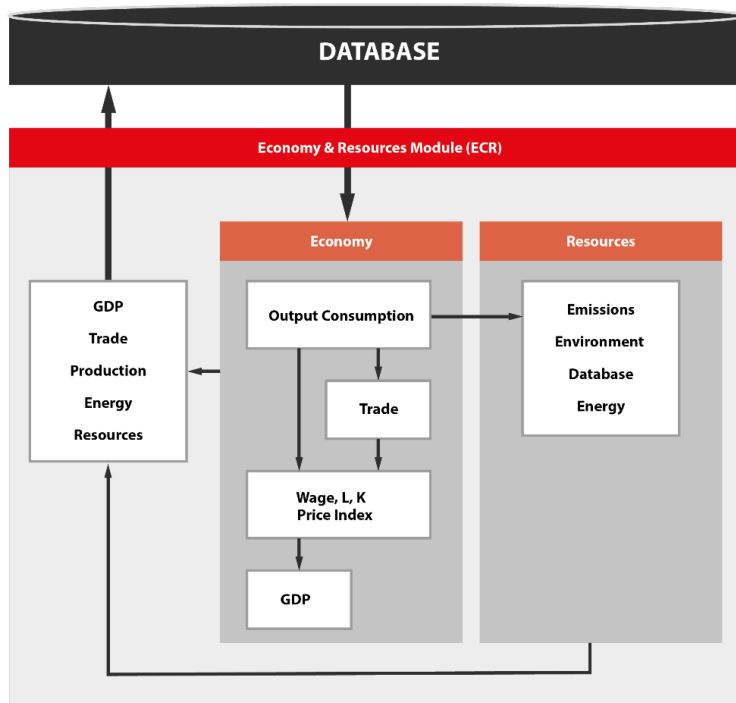 DATABASE
Economy & Resources Module (ECR)
Economy
Resources
GDP
Trade
Production
Energy
Resources
Output Consumption
Trade
Wage, L, K
Price Index
GDP
Emissions
Environment
Database
Energy